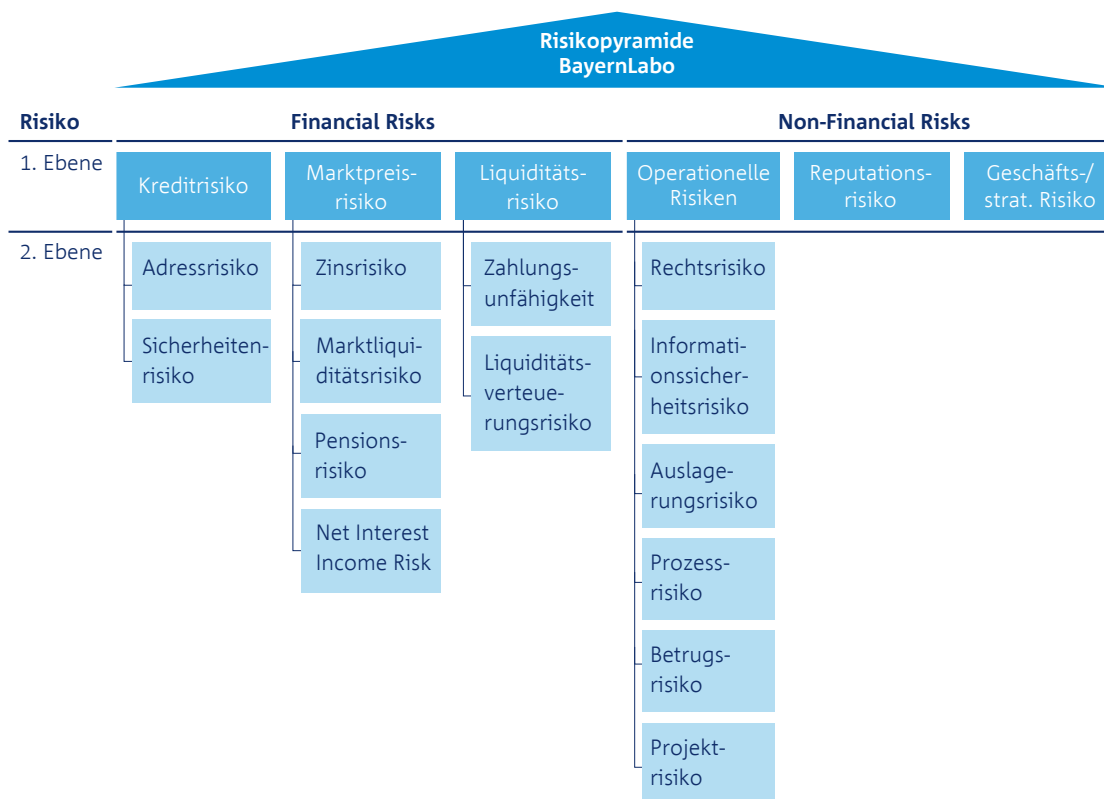 Risikopyramide
BayernLabo
Risiko
Financial Risks
Non-Financial Risks
1. Ebene
Kreditrisiko
Marktpreis-
risiko
Liquiditäts-
risiko
Operationelle
Risiken
Reputations-
risiko
Geschäfts-/
strat. Risiko
2. Ebene
Adressrisiko
Sicherheiten-
risiko
Zinsrisiko
Marktliqui-
ditätsrisiko
Pensions-
risiko
Net Interest
Income Risk
Zahlungs-
unfähigkeit
Liquiditäts-
verteue-
rungsrisiko
Rechtsrisiko
Informati-
onssicher-
heitsrisiko
Auslage-
rungsrisiko
Prozess-
risiko
Betrugs-
risiko
Projekt-
risiko